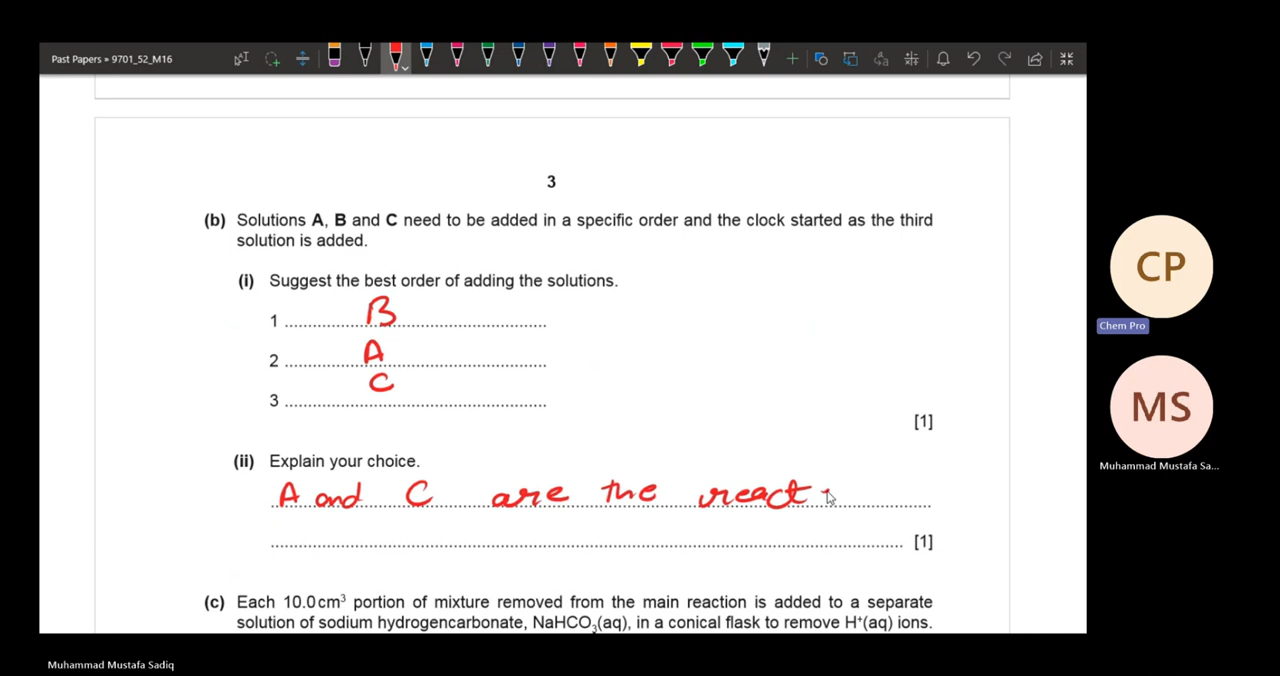 Past Papers » 9701_52_M16
3
(b) Solutions A, B and C need to be added in a specific order and the clock started as the third
solution is added.
(i) Suggest the best order of adding the solutions.
1 B
2 A
3 C
[1]
(ii) Explain your choice.
A and C are the react
[1]
(c) Each 10.0 cm³ portion of mixture removed from the main reaction is added to a separate
solution of sodium hydrogencarbonate, NaHCO₃(aq), in a conical flask to remove H⁺(aq) ions.
CP
Chem Pro
MS
Muhammad Mustafa Sa...
Muhammad Mustafa Sadiq